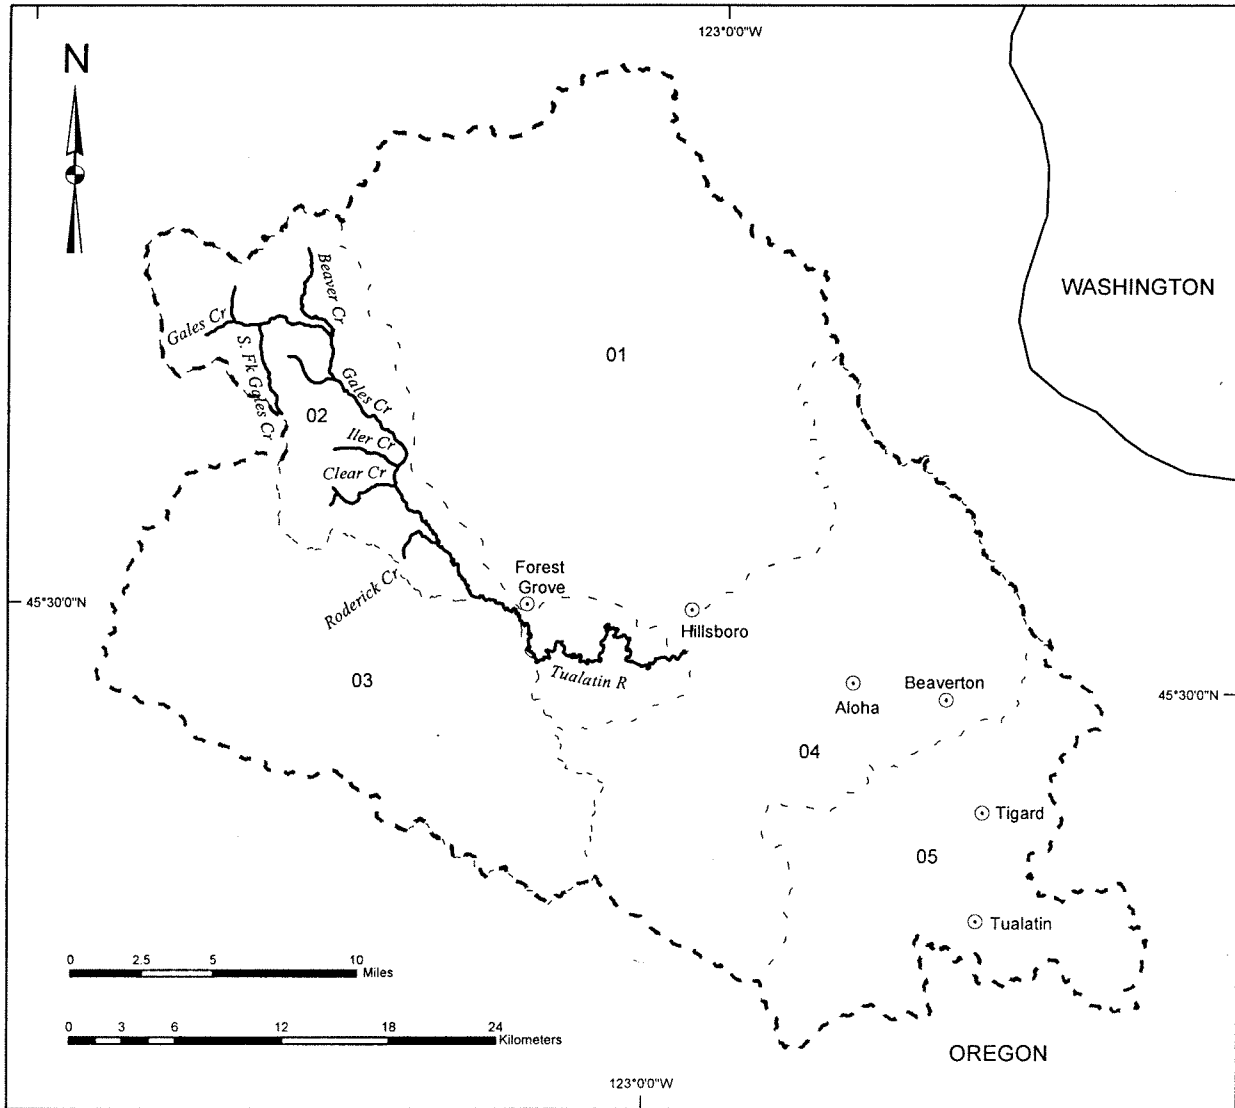 123°0'0"W
N
WASHINGTON
Beaver Cr
Gales Cr
S. Fk Gales Cr
01
Gales Cr
02
Iler Cr
Clear Cr
Forest
Grove
Roderick Cr
45°30'0"N
Hillsboro
Tualatin R
03
45°30'0"N
Beaverton
Aloha
04
Tigard
05
Tualatin
0 2.5 5 10 Miles
0 3 6 12 18 24 Kilometers
OREGON
123°0'0"W